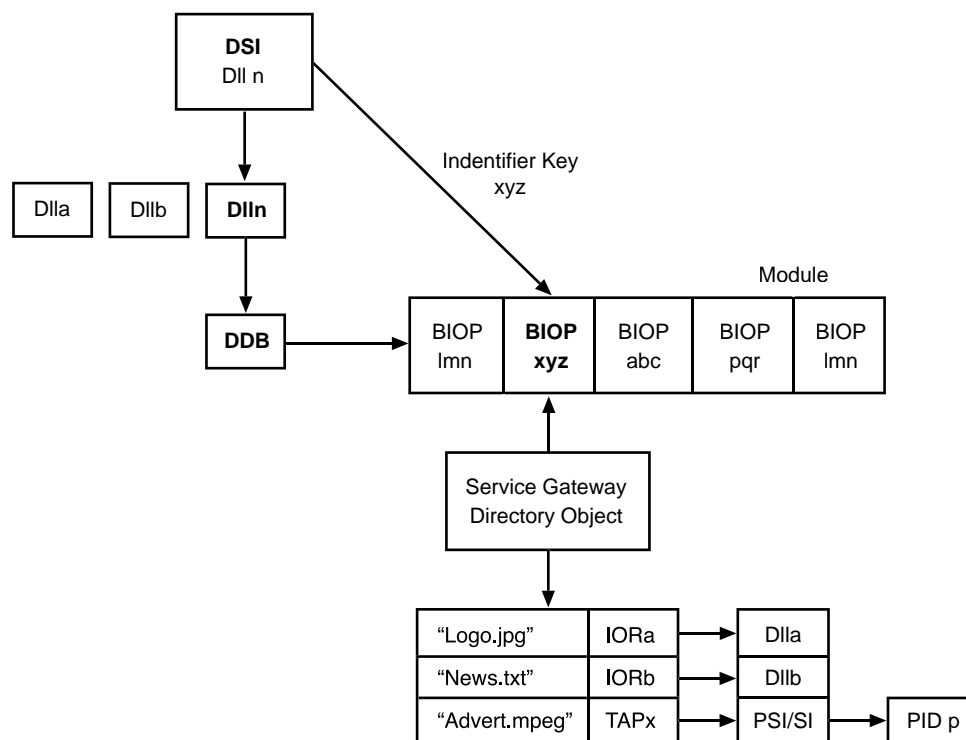 DSI
Dll n
Indentifier Key
xyz
Dlla
Dllb
Dlln
Module
DDB
BIOP
lmn
BIOP
xyz
BIOP
abc
BIOP
pqr
BIOP
lmn
Service Gateway
Directory Object
“Logo.jpg” IORa Dlla
“News.txt” IORb Dllb
“Advert.mpeg” TAPx PSI/SI PID p